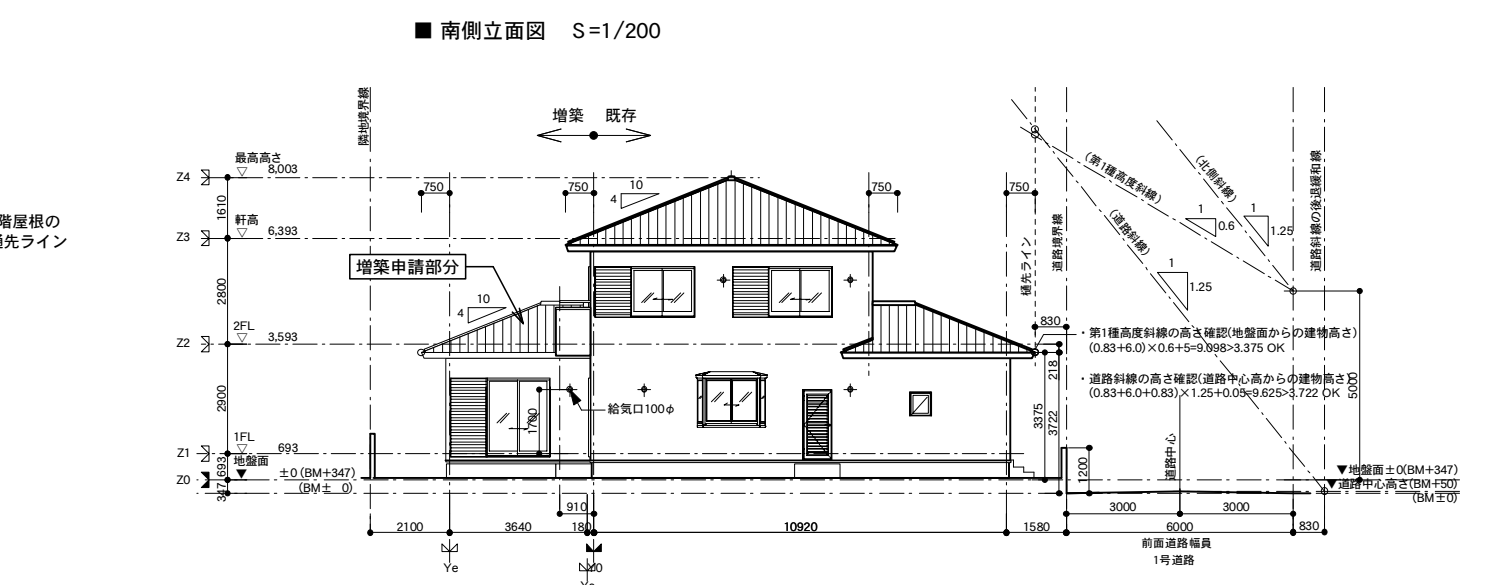 ■ 南側立面図 S=1/200
階屋根の
先ライン
隣地境界線
増築 既存
最高高さ
8,003
Z4
1610
軒高
6,393
Z3
2800
2FL
3,593
Z2
2900
1FL
693
Z1
693
地盤面
±0(BM+347)
Z0
(BM± 0)
347
750
750
750
750
10
4
増築申請部分
10
4
1700
給気口100φ
樋先ライン
道路境界線
(第1種高度斜線)
(北側斜線)
(道路斜線)
1
0.6
1
1.25
1
1.25
道路斜線の後退緩和線
830
・第1種高度斜線の高さ確認(地盤面からの建物高さ)
(0.83+6.0)×0.6+5=9.098>3.375 OK
・道路斜線の高さ確認(道路中心高からの建物高さ)
(0.83+6.0+0.83)×1.25+0.05=9.625>3.722 OK
218
3375
3722
5000
1200
道路中心
▼地盤面±0(BM+347)
▼道路中心高さ(BM+50)
(BM±0)
910
3000
3000
2100
3640
180
10920
1580
6000
830
前面道路幅員
1号道路
Ye